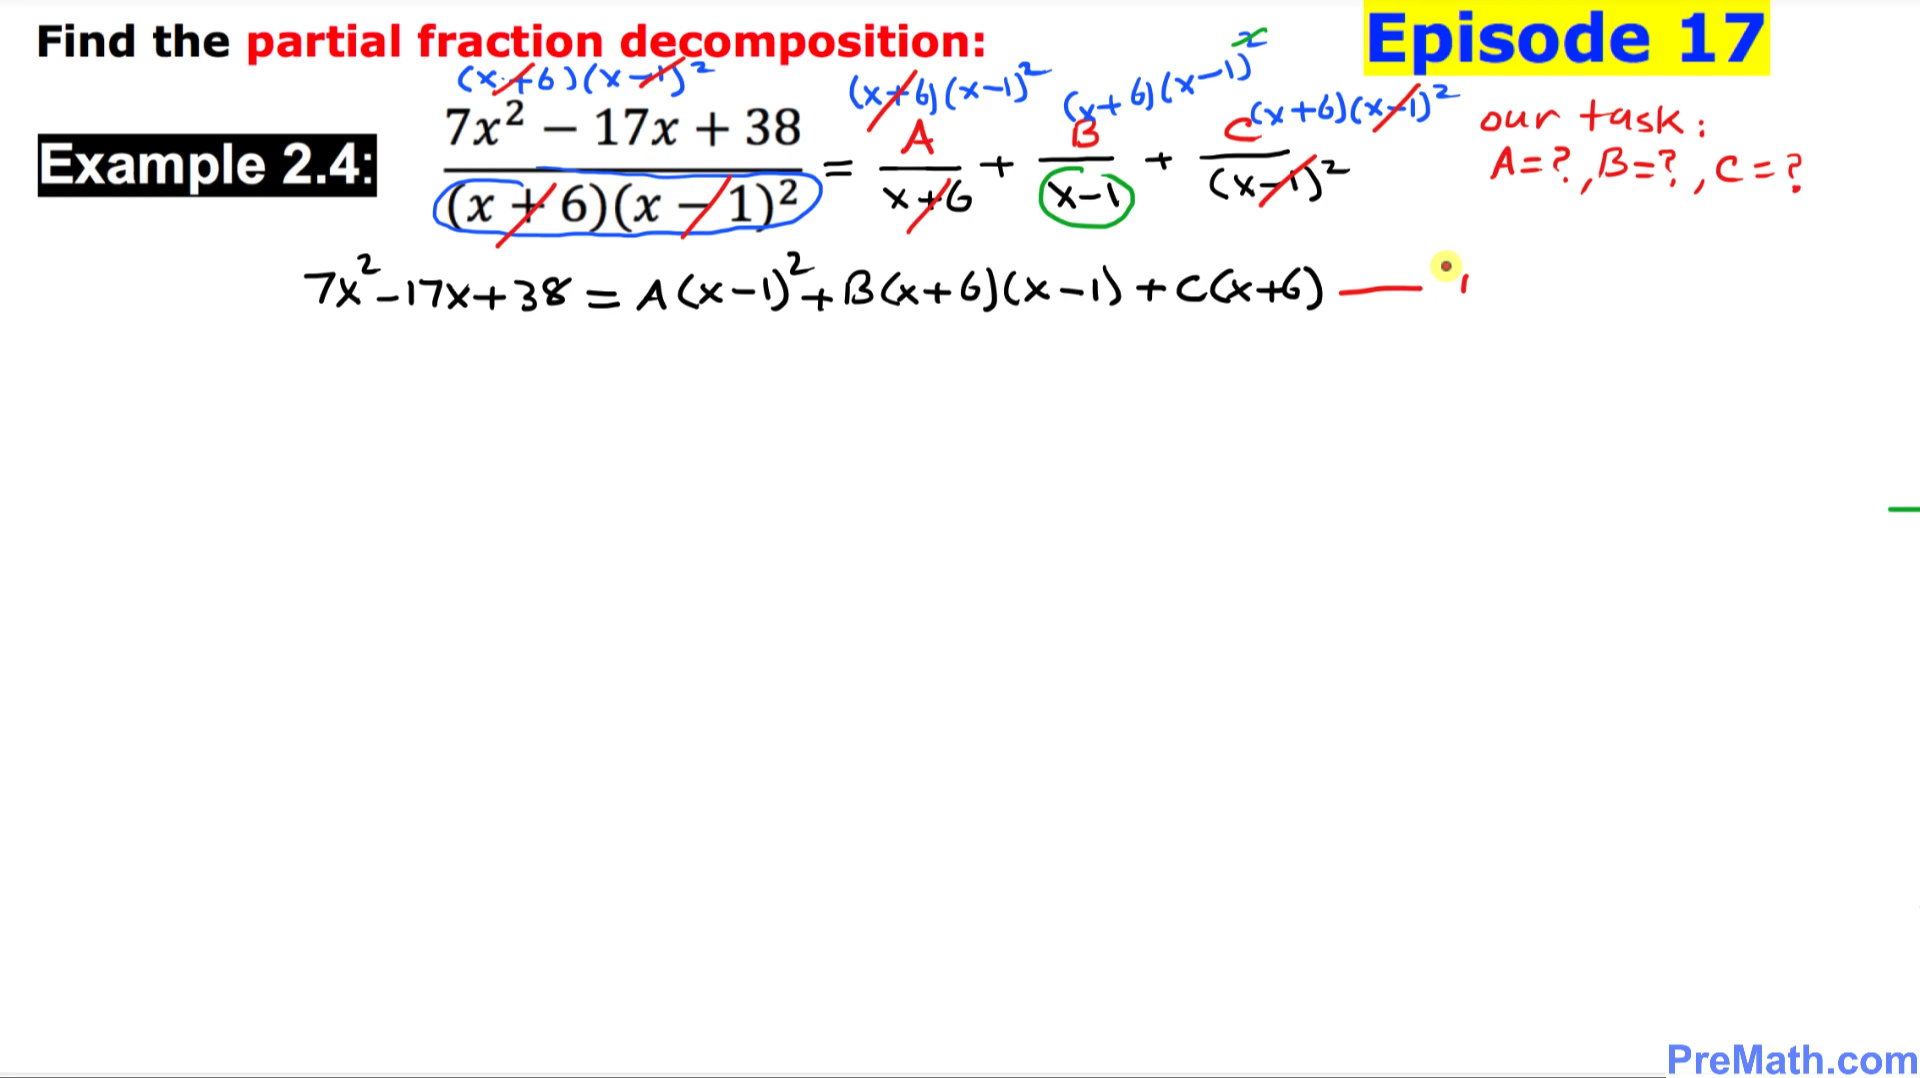 Find the partial fraction decomposition:
Episode 17
(x+6)(x-1)²
(x+6)(x-1)²
(x+6)(x-1)²
(x+6)(x-1)²
Example 2.4:
7x² − 17x + 38
(x + 6)(x − 1)²
= A/(x+6) + B/(x-1) + C/(x-1)²
our task:
A=?, B=?, C=?
7x²-17x+38 = A(x-1)²+B(x+6)(x-1)+C(x+6) —
PreMath.com